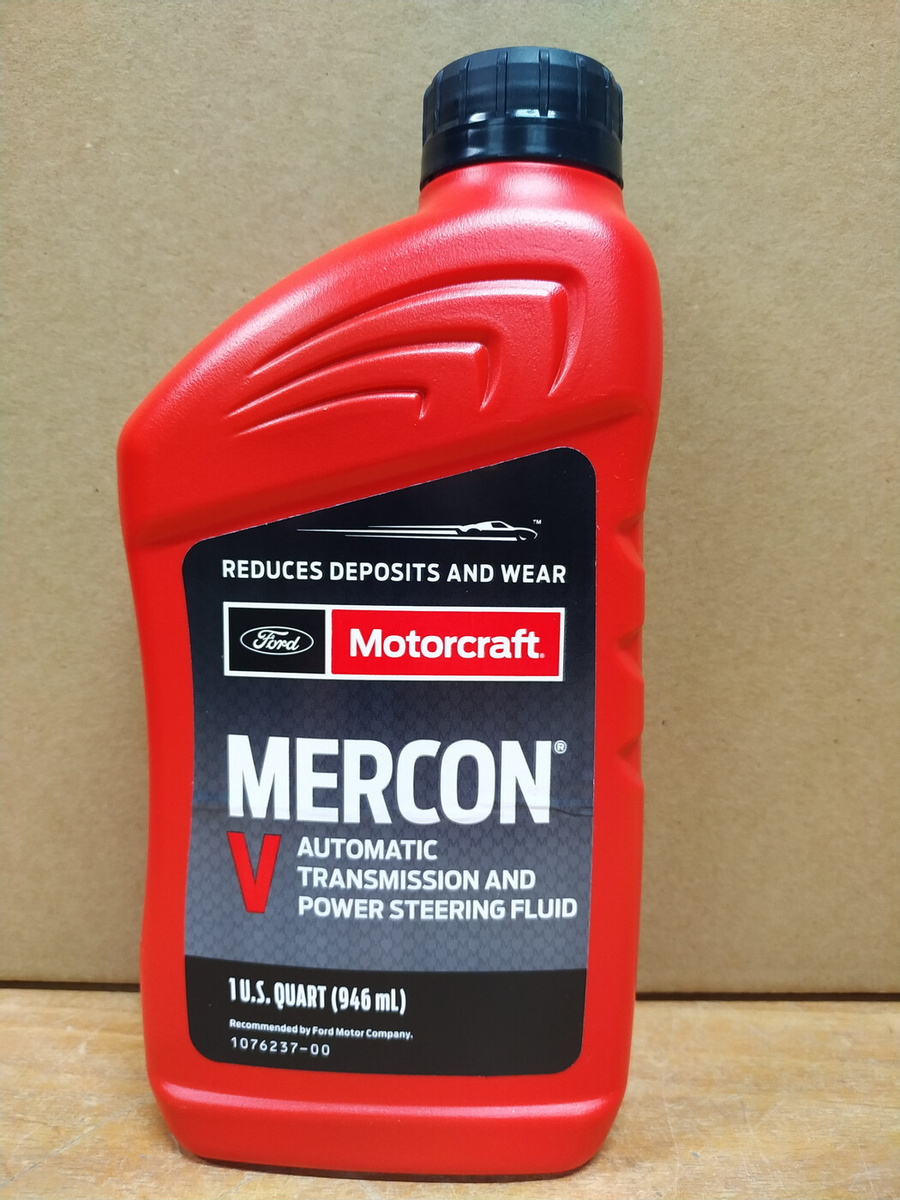 ™
REDUCES DEPOSITS AND WEAR
Ford Motorcraft.
MERCON®
V AUTOMATIC
TRANSMISSION AND
POWER STEERING FLUID
1 U.S. QUART (946 mL)
Recommended by Ford Motor Company.
1076237-00